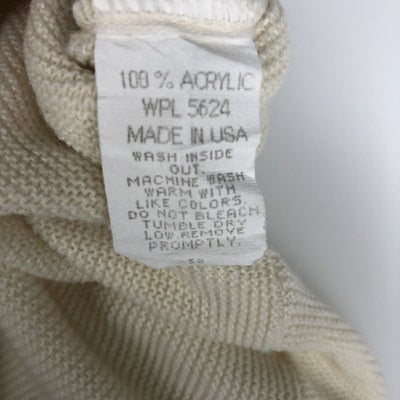 100 % ACRYLIC
WPL 5624
MADE IN USA
WASH INSIDE
OUT.
MACHINE WASH
WARM WITH
LIKE COLORS.
DO NOT BLEACH
TUMBLE DRY
LOW.REMOVE
PROMPTLY.